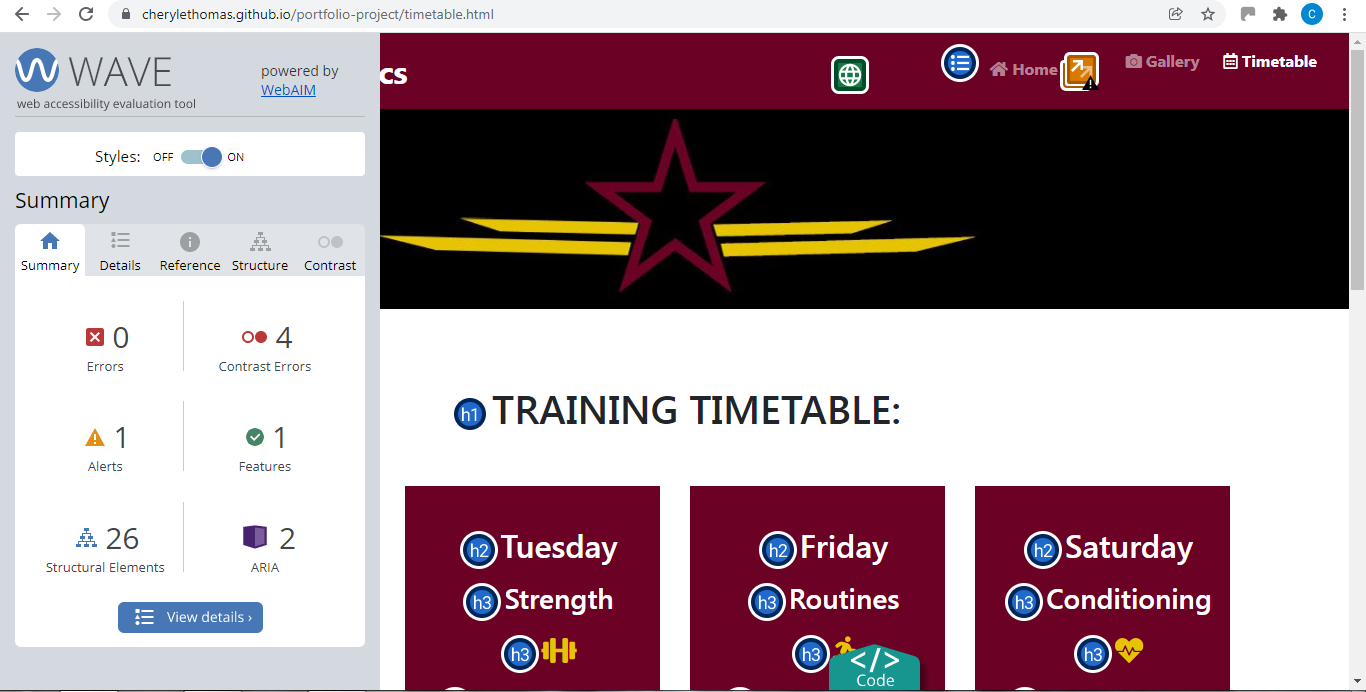 cherylethomas.github.io/portfolio-project/timetable.html
C
WAVE
web accessibility evaluation tool
powered by
WebAIM
Styles: OFF ON
Summary
Summary Details Reference Structure Contrast
0 4
Errors Contrast Errors
1 1
Alerts Features
26 2
Structural Elements ARIA
View details ›
cs
Home Gallery Timetable
h1 TRAINING TIMETABLE:
h2 Tuesday h2 Friday h2 Saturday
h3 Strength h3 Routines h3 Conditioning
h3 h3 h3
</>
Code